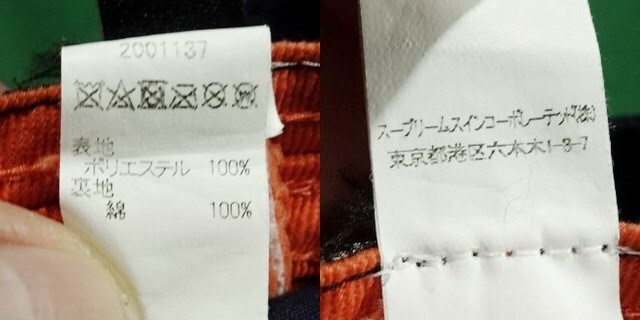 2001137
表地
ポリエステル 100%
裏地
綿 100%
スープリームスインコーポレーテッド(株)
東京都港区六本木1-8-7